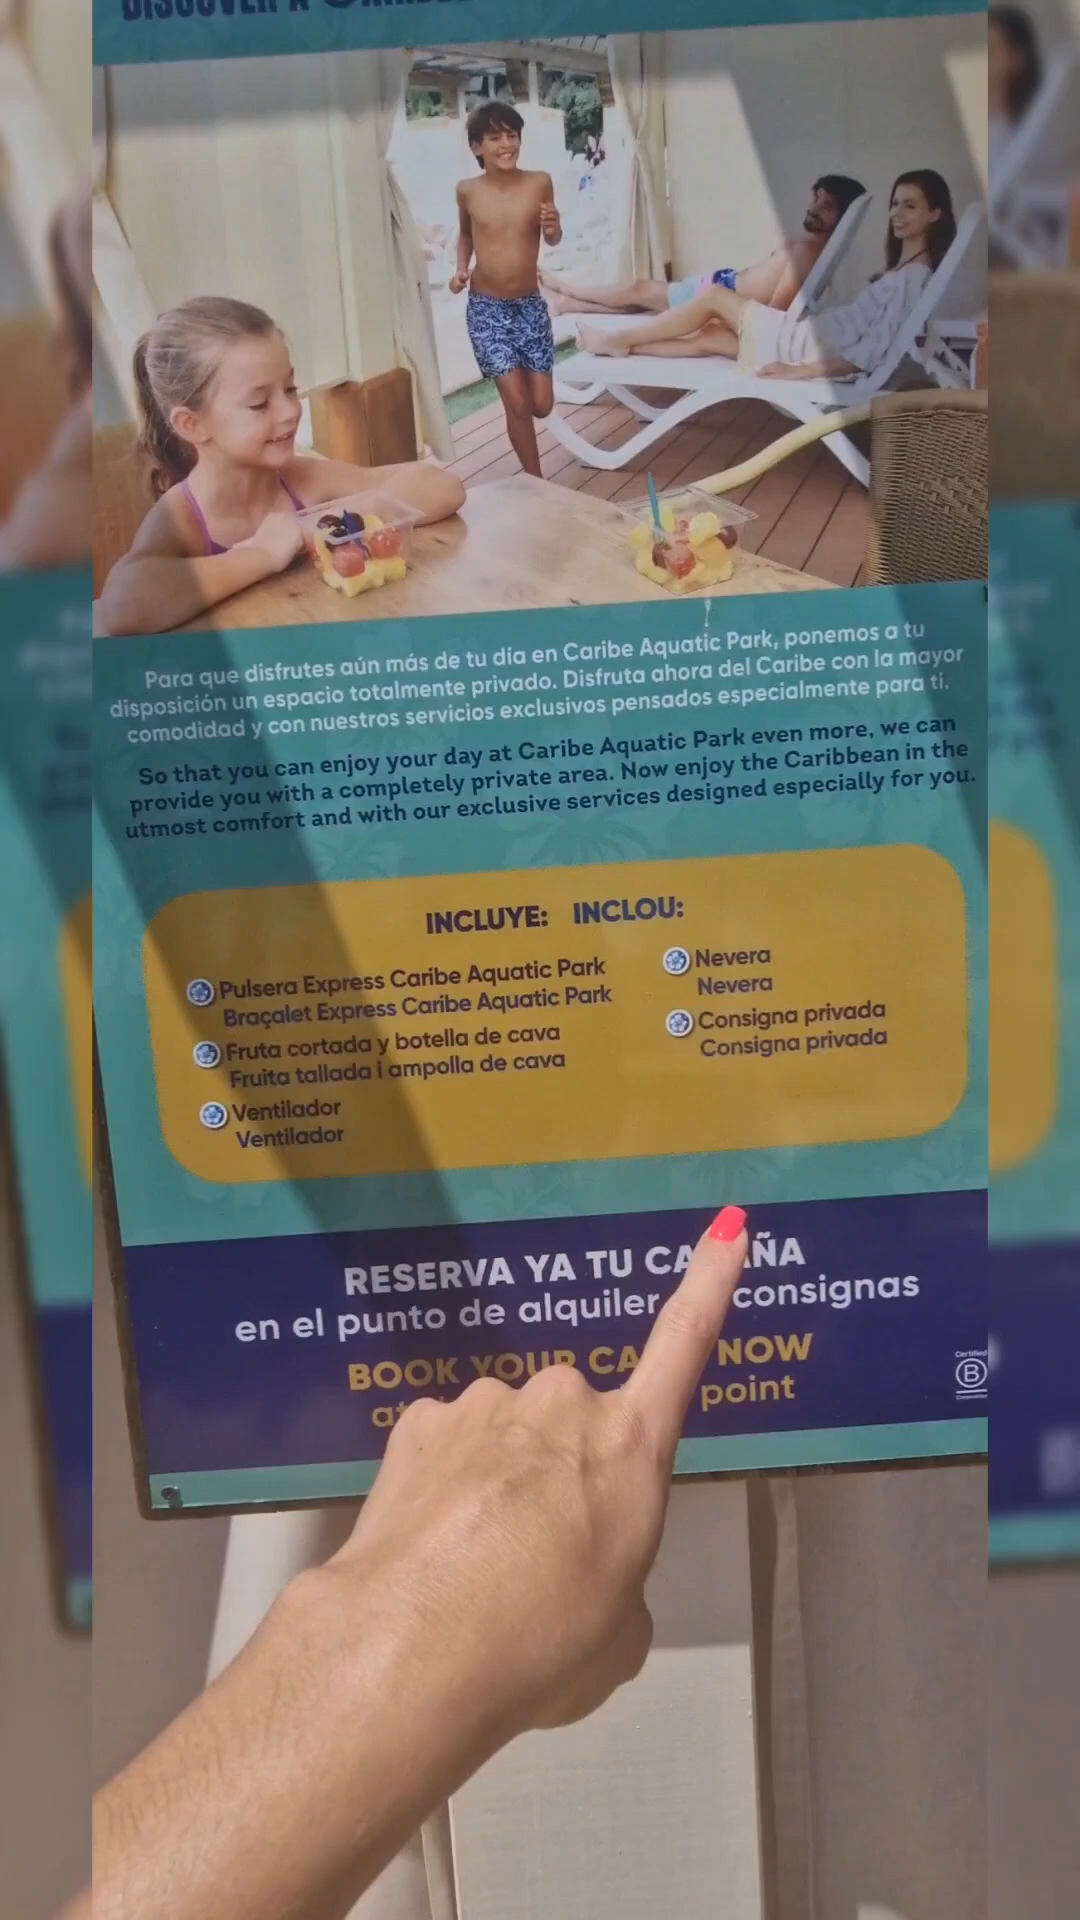 DISCOVER A
Para que disfrutes aún más de tu día en Caribe Aquatic Park, ponemos a tu
disposición un espacio totalmente privado. Disfruta ahora del Caribe con la mayor
comodidad y con nuestros servicios exclusivos pensados especialmente para ti.
So that you can enjoy your day at Caribe Aquatic Park even more, we can
provide you with a completely private area. Now enjoy the Caribbean in the
utmost comfort and with our exclusive services designed especially for you.
INCLUYE: INCLOU:
Pulsera Express Caribe Aquatic Park
Braçalet Express Caribe Aquatic Park
Fruta cortada y botella de cava
Fruita tallada i ampolla de cava
Ventilador
Ventilador
Nevera
Nevera
Consigna privada
Consigna privada
RESERVA YA TU
en el punto de alquiler consignas
BOOK YOUR NOW
point
Certified
B
Corporation